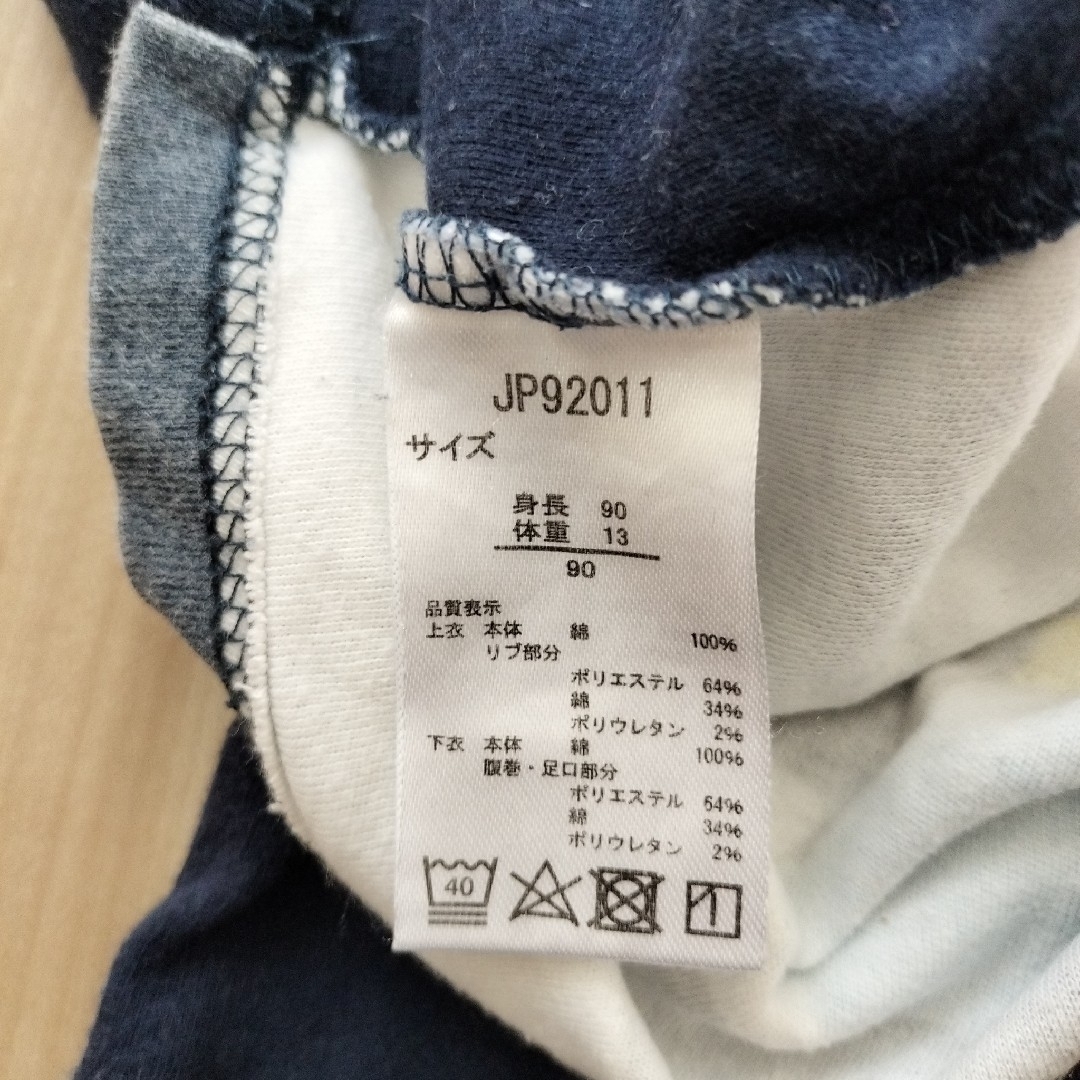 JP92011
サイズ
身長 90
体重 13
90
品質表示
上衣 本体 綿 100%
リブ部分
ポリエステル 64%
綿 34%
ポリウレタン 2%
下衣 本体 綿 100%
腹巻・足口部分
ポリエステル 64%
綿 34%
ポリウレタン 2%
40